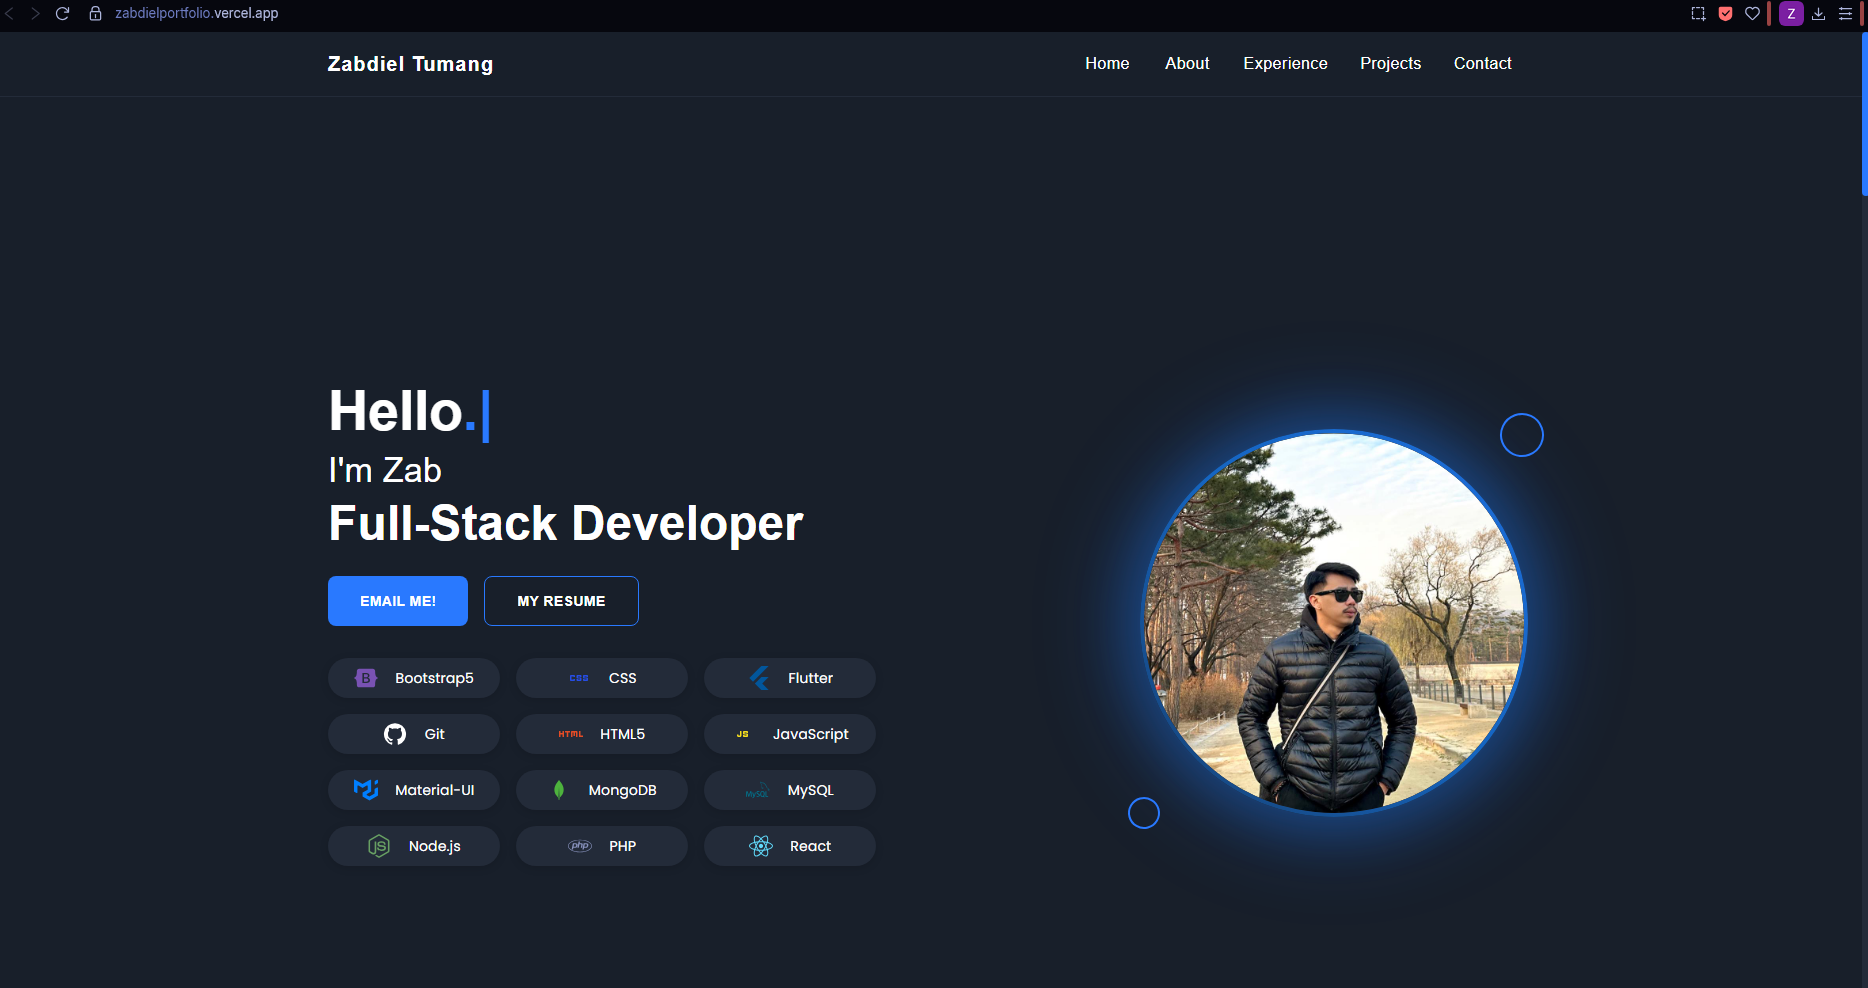 zabdielportfolio.vercel.app
Z
Zabdiel Tumang
Home About Experience Projects Contact
Hello.|
I'm Zab
Full-Stack Developer
EMAIL ME! MY RESUME
B Bootstrap5 CSS CSS Flutter
Git HTML HTML5 JS JavaScript
Material-UI MongoDB MySQL MySQL
JS Node.js php PHP React